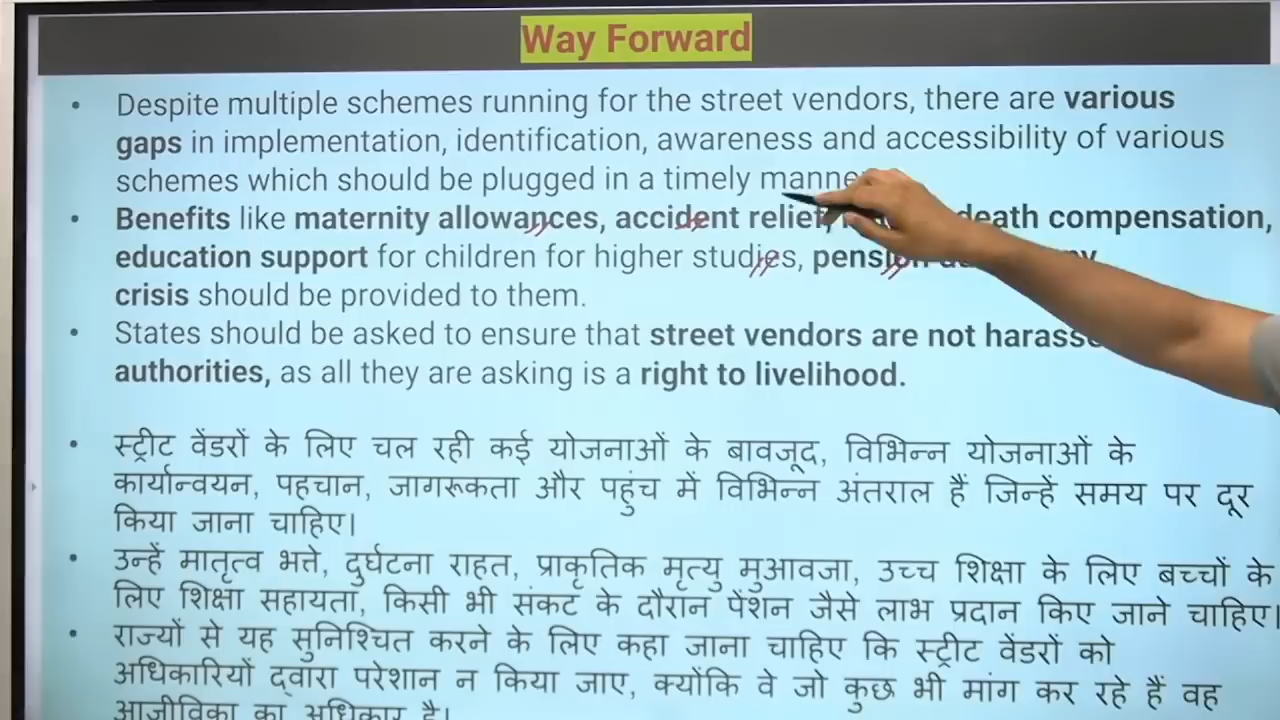 Way Forward
• Despite multiple schemes running for the street vendors, there are various
gaps in implementation, identification, awareness and accessibility of various
schemes which should be plugged in a timely
• Benefits like maternity allowances, accident relief, death compensation,
education support for children for higher studies, pension
crisis should be provided to them.
• States should be asked to ensure that street vendors are not
authorities, as all they are asking is a right to livelihood.
• स्ट्रीट वेंडरों के लिए चल रही कई योजनाओं के बावजूद, विभिन्न योजनाओं के
कार्यान्वयन, पहचान, जागरूकता और पहुंच में विभिन्न अंतराल हैं जिन्हें समय पर दूर
किया जाना चाहिए।
• उन्हें मातृत्व भत्ते, दुर्घटना राहत, प्राकृतिक मृत्यु मुआवजा, उच्च शिक्षा के लिए बच्चों के
लिए शिक्षा सहायता, किसी भी संकट के दौरान पेंशन जैसे लाभ प्रदान किए जाने चाहिए।
• राज्यों से यह सुनिश्चित करने के लिए कहा जाना चाहिए कि स्ट्रीट वेंडरों को
अधिकारियों द्वारा परेशान न किया जाए, क्योंकि वे जो कुछ भी मांग कर रहे हैं वह
आजीविका का अधिकार है।